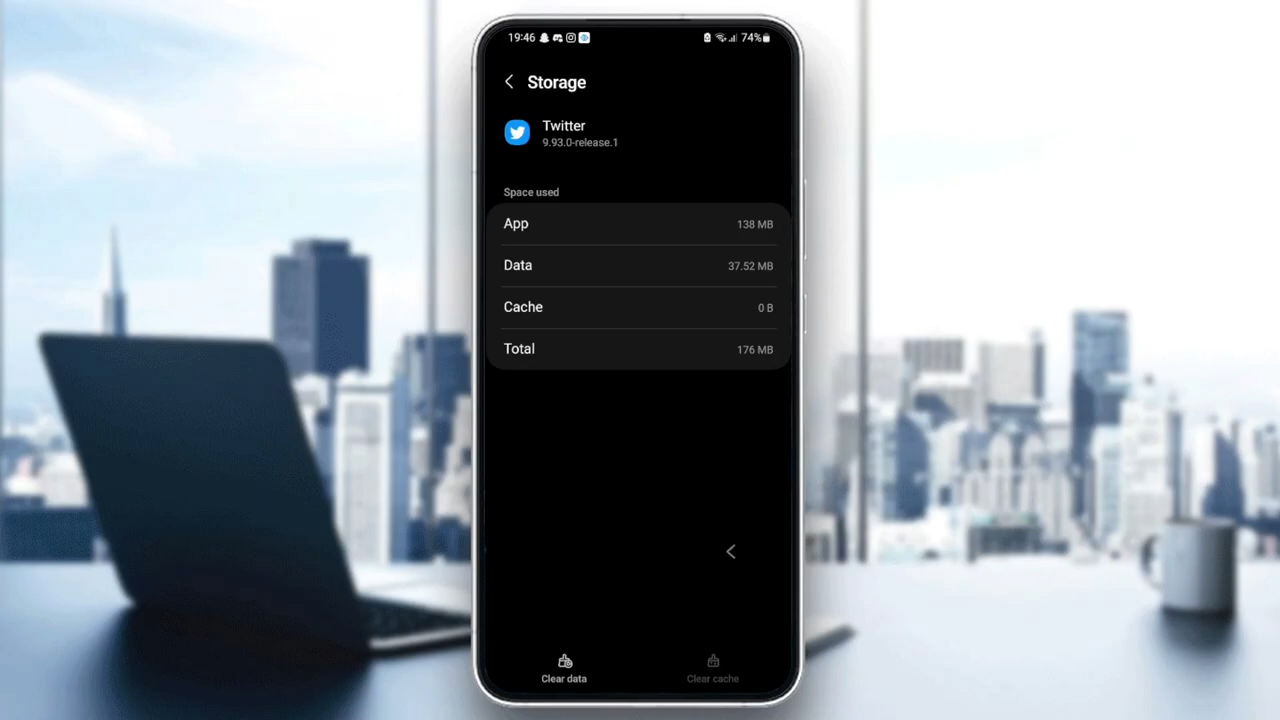 19:46 74%
Storage
Twitter
9.93.0-release.1
Space used
App 138 MB
Data 37.52 MB
Cache 0 B
Total 176 MB
Clear data Clear cache